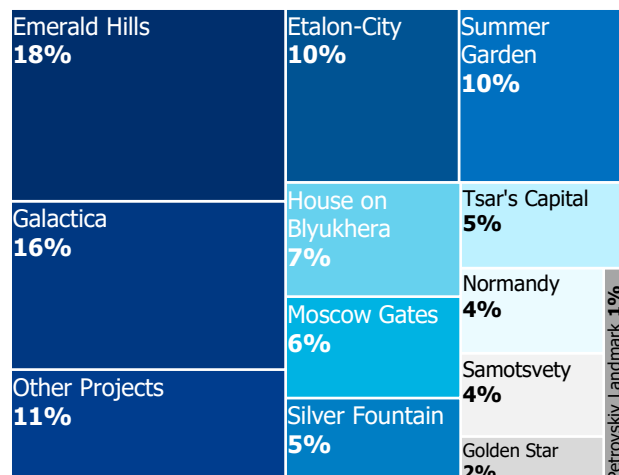 Emerald Hills
18%
Galactica
16%
Other Projects
11%
Etalon-City
10%
House on
Blyukhera
7%
Moscow Gates
6%
Silver Fountain
5%
Summer
Garden
10%
Tsar's Capital
5%
Normandy
4%
Samotsvety
4%
Golden Star
2%
Petrovskiy Landmark 1%